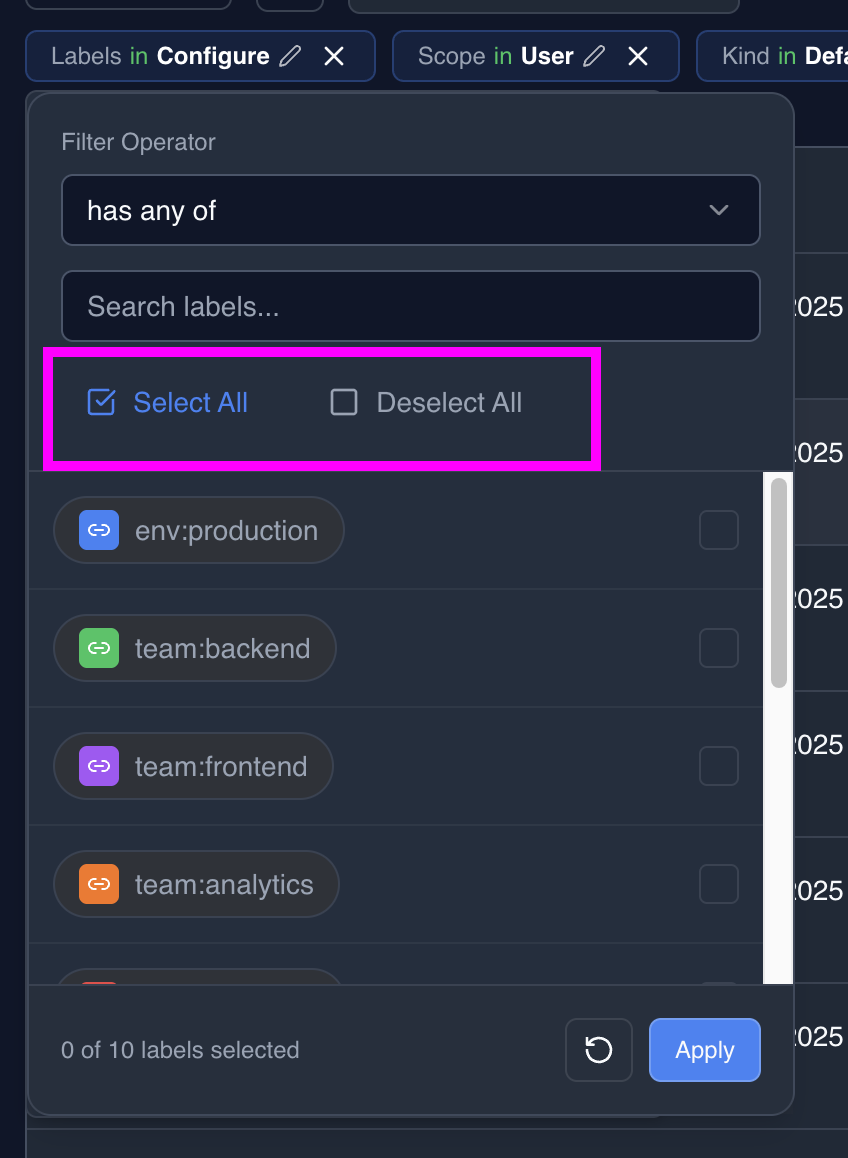 Labels in Configure Scope in User Kind in
Filter Operator
has any of
Search labels...
Select All Deselect All
2025
2025
env:production
team:backend
2025
team:frontend
2025
team:analytics
2025
0 of 10 labels selected Apply
2025